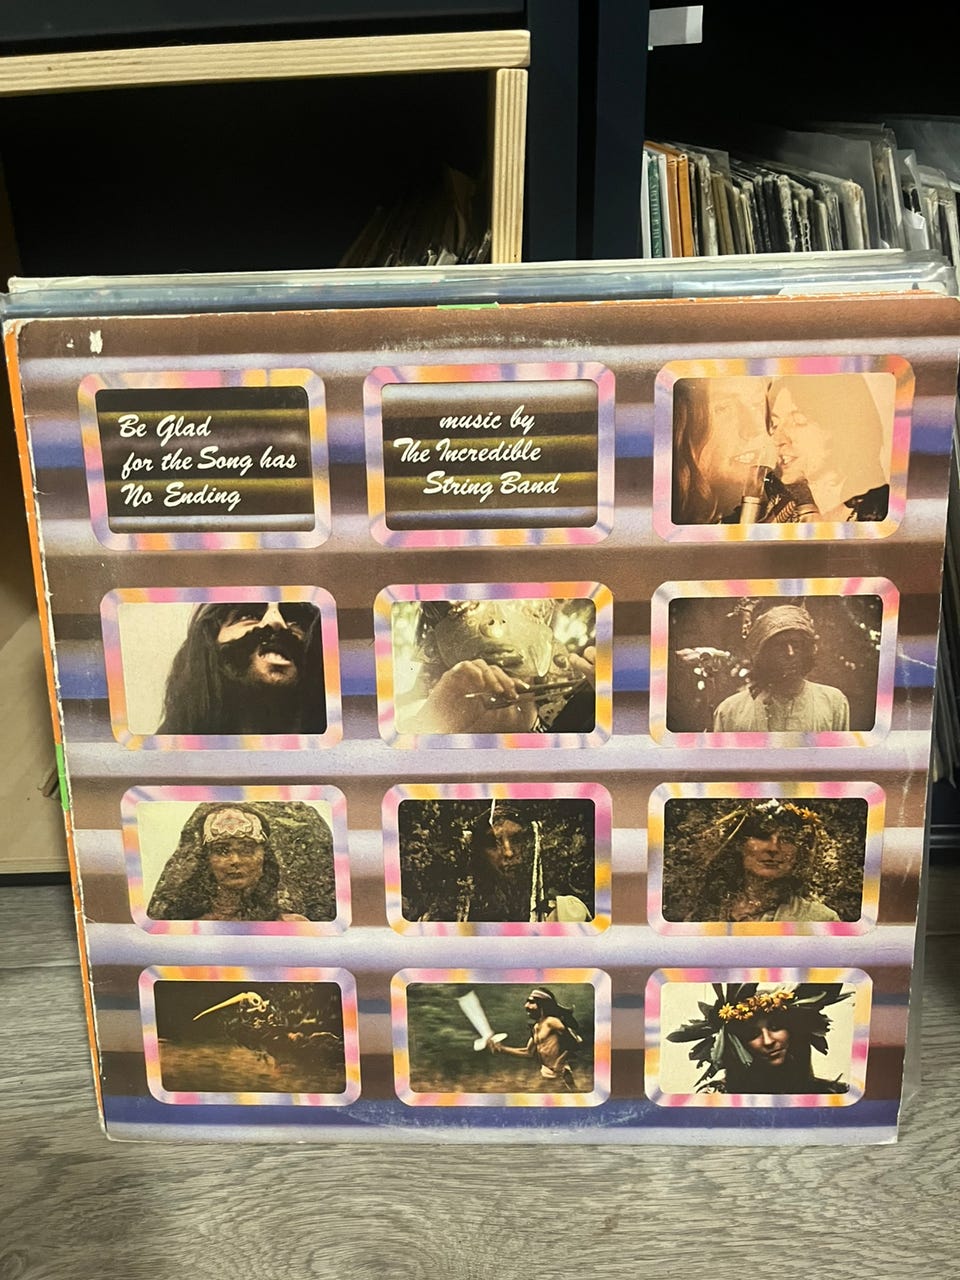 Be Glad
for the Song has
No Ending
music by
The Incredible
String Band